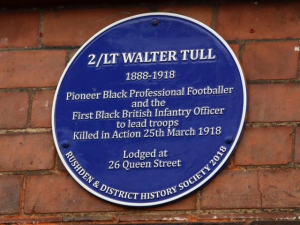 2/LT WALTER TULL
1888-1918
Pioneer Black Professional Footballer
and the
First Black British Infantry Officer
to lead troops
Killed in Action 25th March 1918
Lodged at
26 Queen Street
RUSHDEN & DISTRICT HISTORY SOCIETY 2018